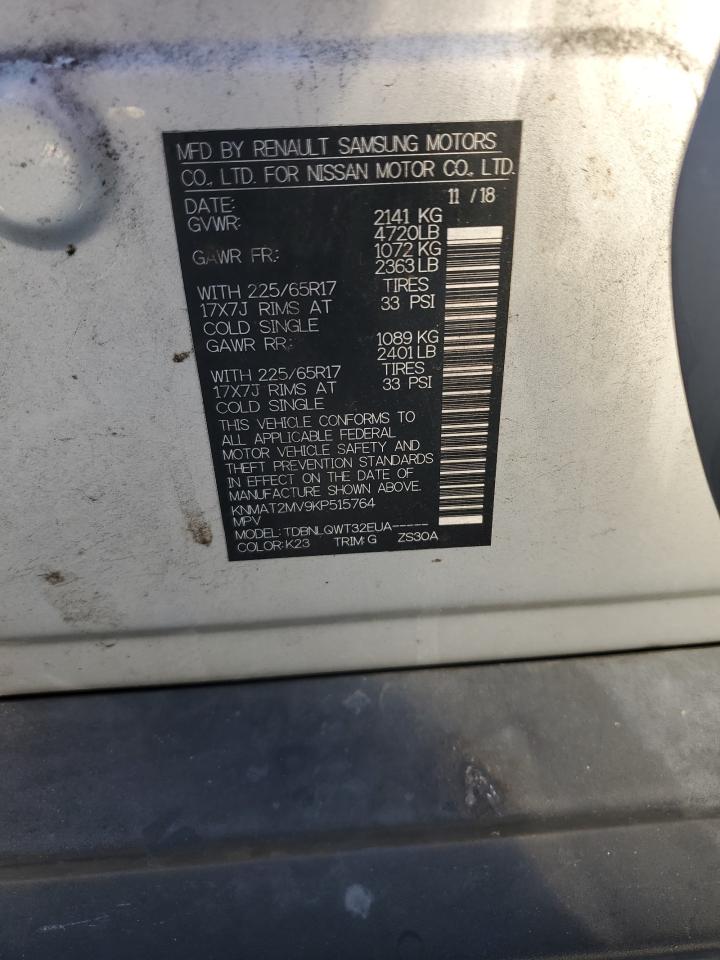 MFD BY RENAULT SAMSUNG MOTORS
CO., LTD. FOR NISSAN MOTOR CO., LTD.
DATE: 11 / 18
GVWR: 2141 KG
4720LB
GAWR FR: 1072 KG
2363 LB
WITH 225/65R17 TIRES
17X7J RIMS AT 33 PSI
COLD SINGLE
GAWR RR: 1089 KG
2401 LB
WITH 225/65R17 TIRES
17X7J RIMS AT 33 PSI
COLD SINGLE
THIS VEHICLE CONFORMS TO
ALL APPLICABLE FEDERAL
MOTOR VEHICLE SAFETY AND
THEFT PREVENTION STANDARDS
IN EFFECT ON THE DATE OF
MANUFACTURE SHOWN ABOVE.
KNMAT2MV9KP515764
MPV
MODEL: TDBNLQWT32EUA-----
COLOR: K23 TRIM: G ZS30A